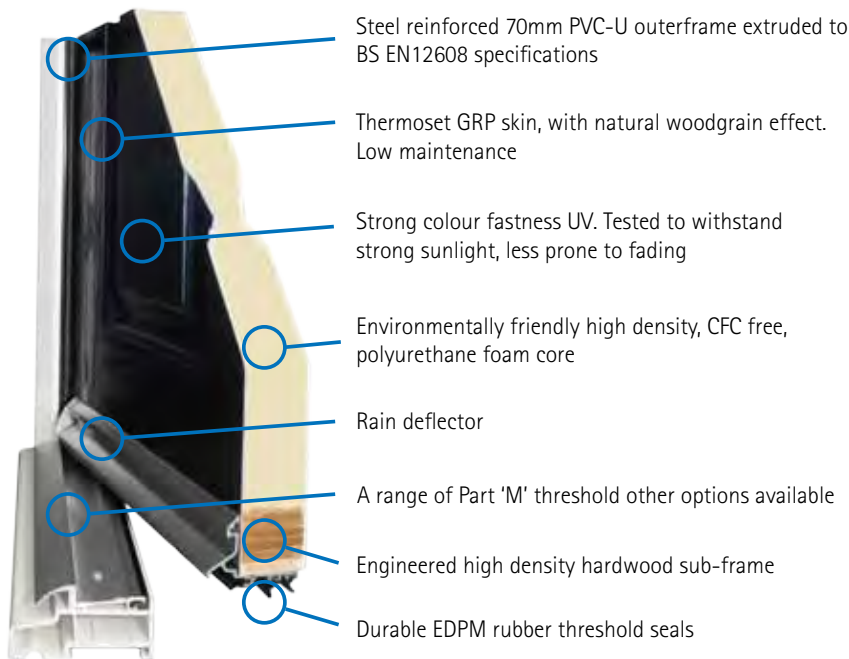 Steel reinforced 70mm PVC-U outerframe extruded to
BS EN12608 specifications
Thermoset GRP skin, with natural woodgrain effect.
Low maintenance
Strong colour fastness UV. Tested to withstand
strong sunlight, less prone to fading
Environmentally friendly high density, CFC free,
polyurethane foam core
Rain deflector
A range of Part ‘M’ threshold other options available
Engineered high density hardwood sub-frame
Durable EDPM rubber threshold seals